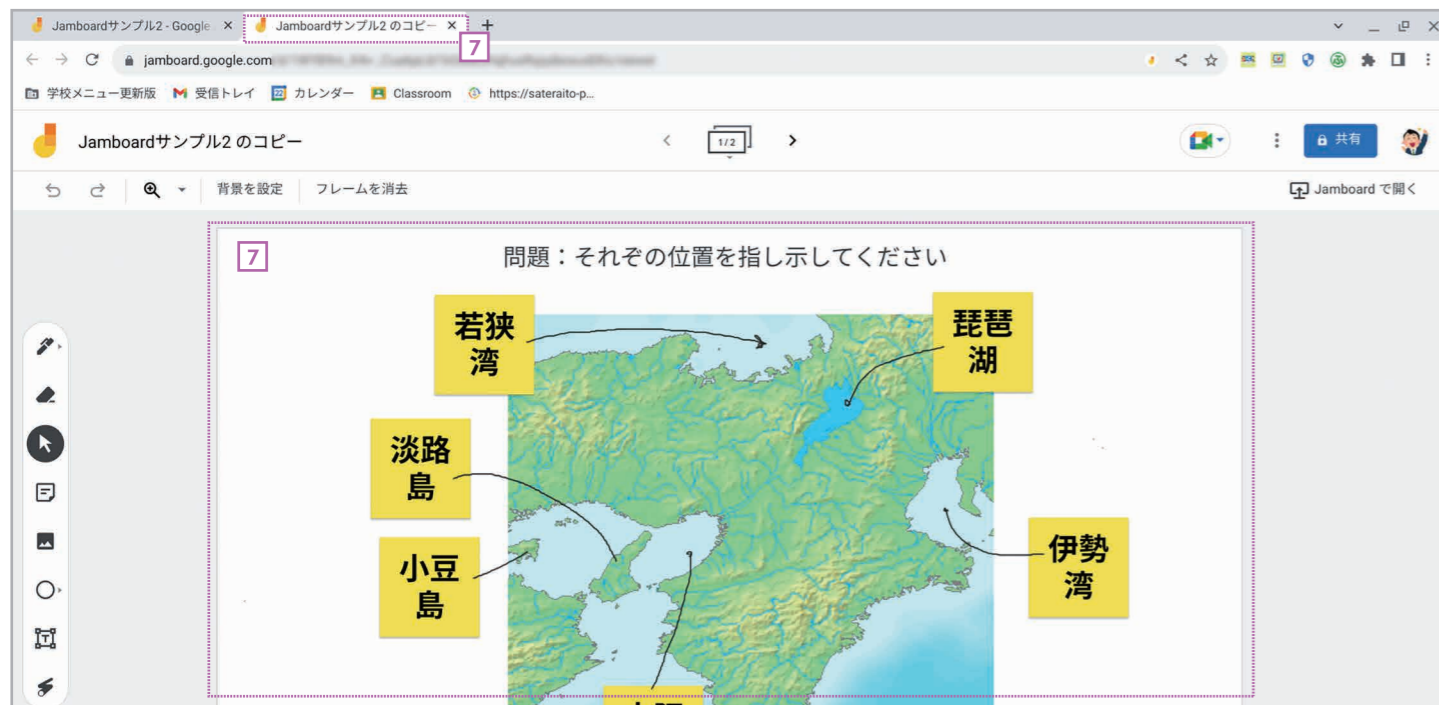 Jamboardサンプル2 - Google
Jamboardサンプル2 のコピー
7
jamboard.google.com
学校メニュー更新版 受信トレイ カレンダー Classroom https://sateraito-p...
Jamboardサンプル2 のコピー
1/2
共有
背景を設定 フレームを消去
Jamboard で開く
7
問題：それぞの位置を指し示してください
若狭
湾
琵琶
湖
淡路
島
小豆
島
伊勢
湾